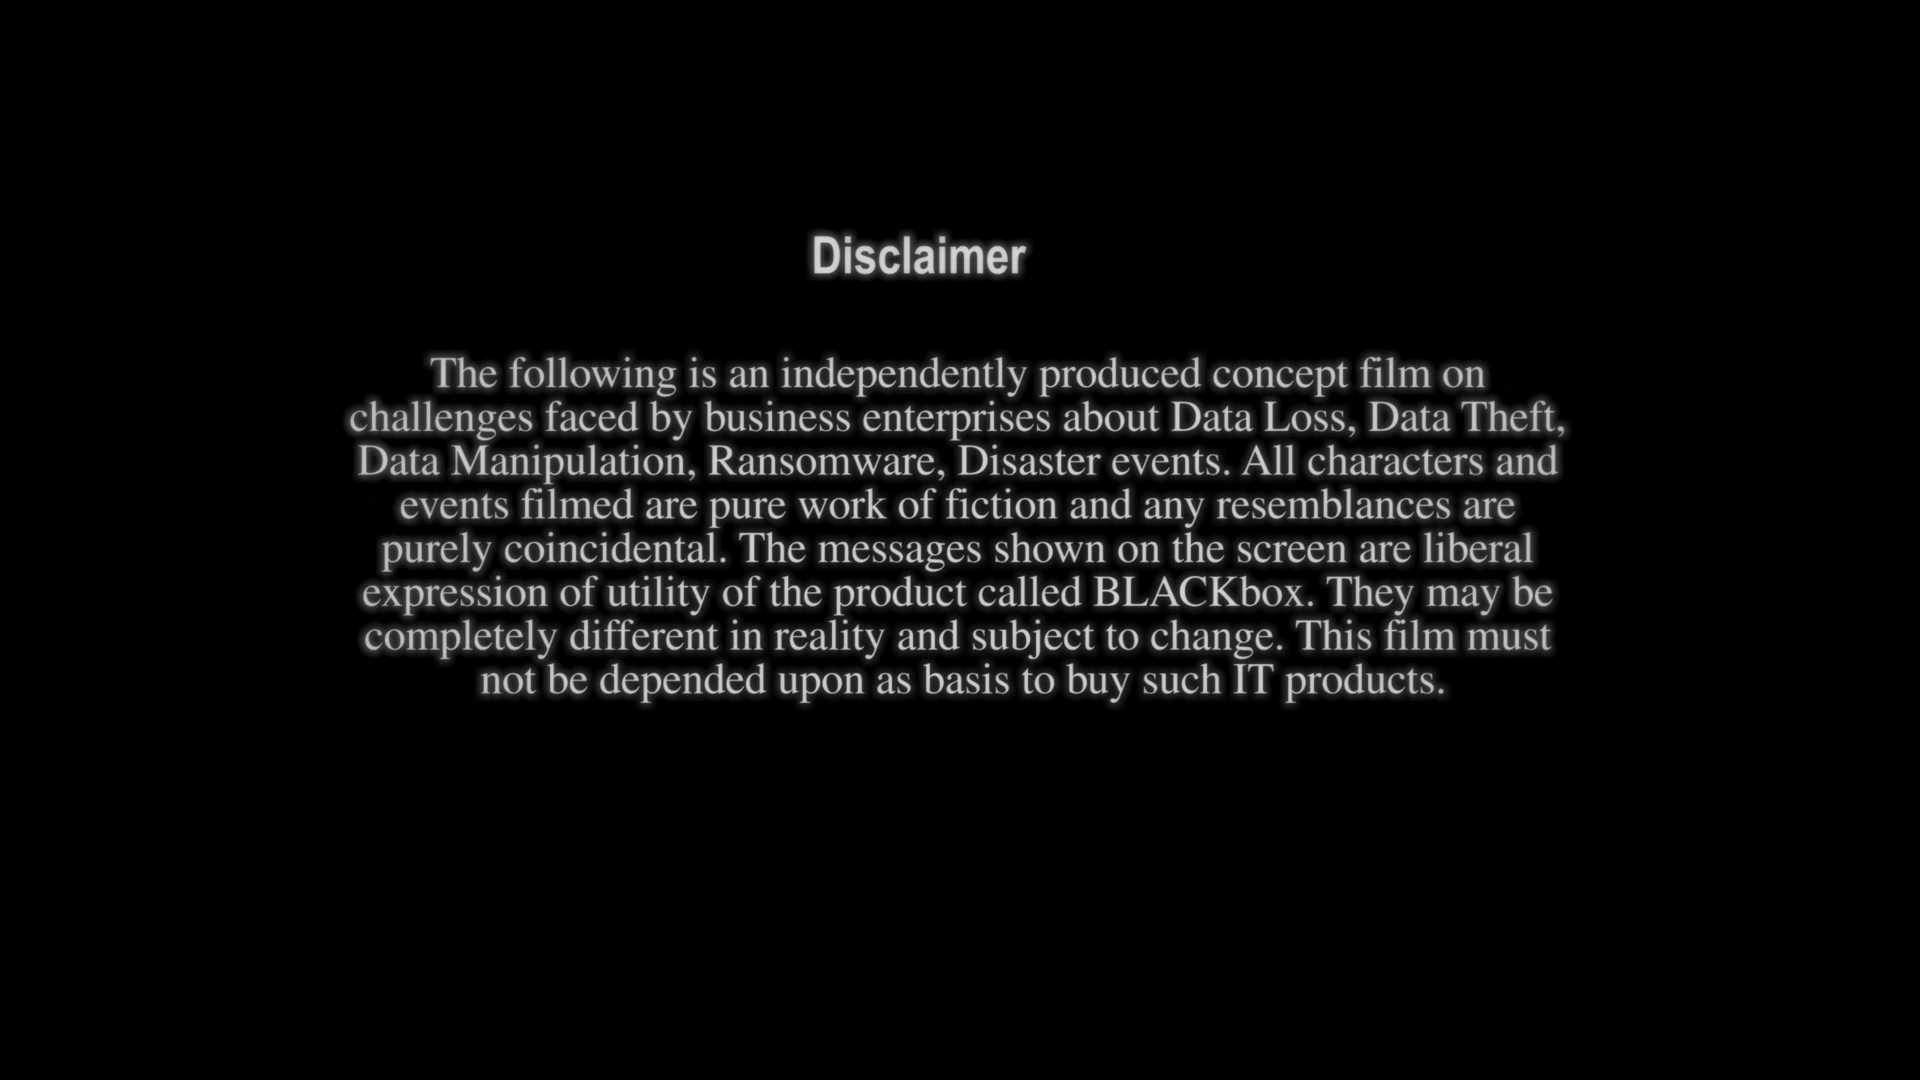 Disclaimer
The following is an independently produced concept film on
challenges faced by business enterprises about Data Loss, Data Theft,
Data Manipulation, Ransomware, Disaster events. All characters and
events filmed are pure work of fiction and any resemblances are
purely coincidental. The messages shown on the screen are liberal
expression of utility of the product called BLACKbox. They may be
completely different in reality and subject to change. This film must
not be depended upon as basis to buy such IT products.